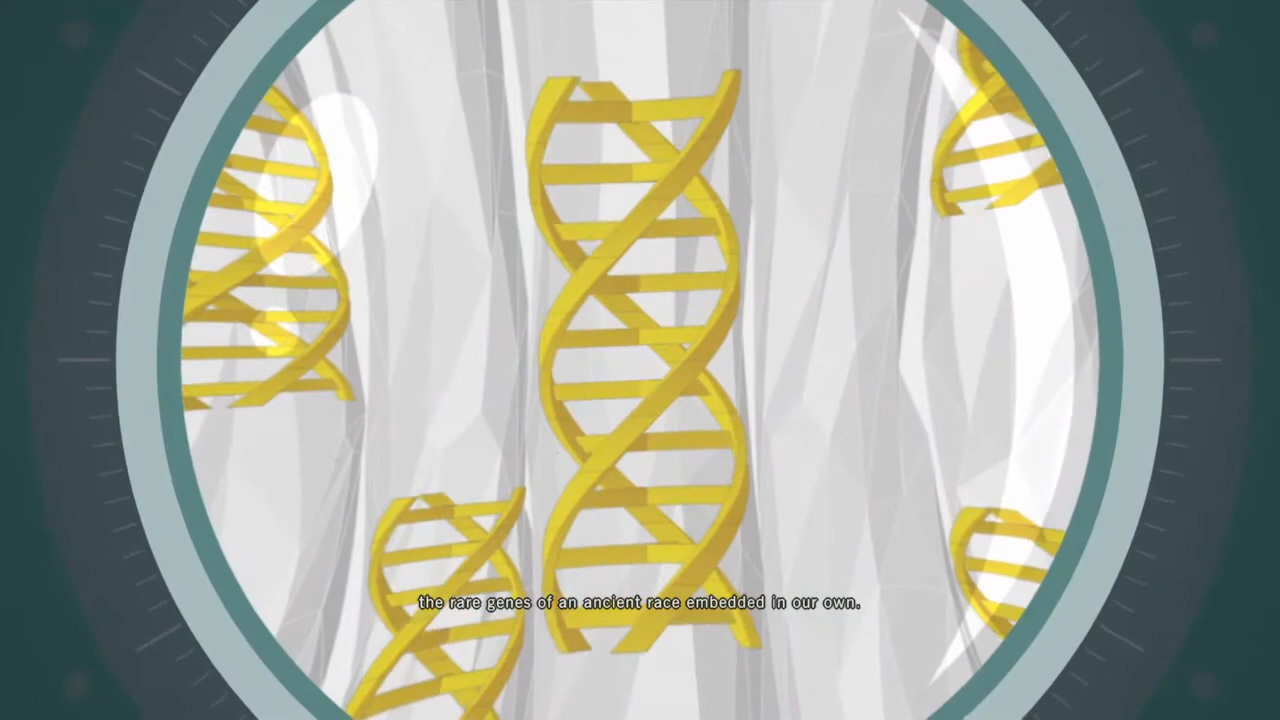 the rare genes of an ancient race embedded in our own.